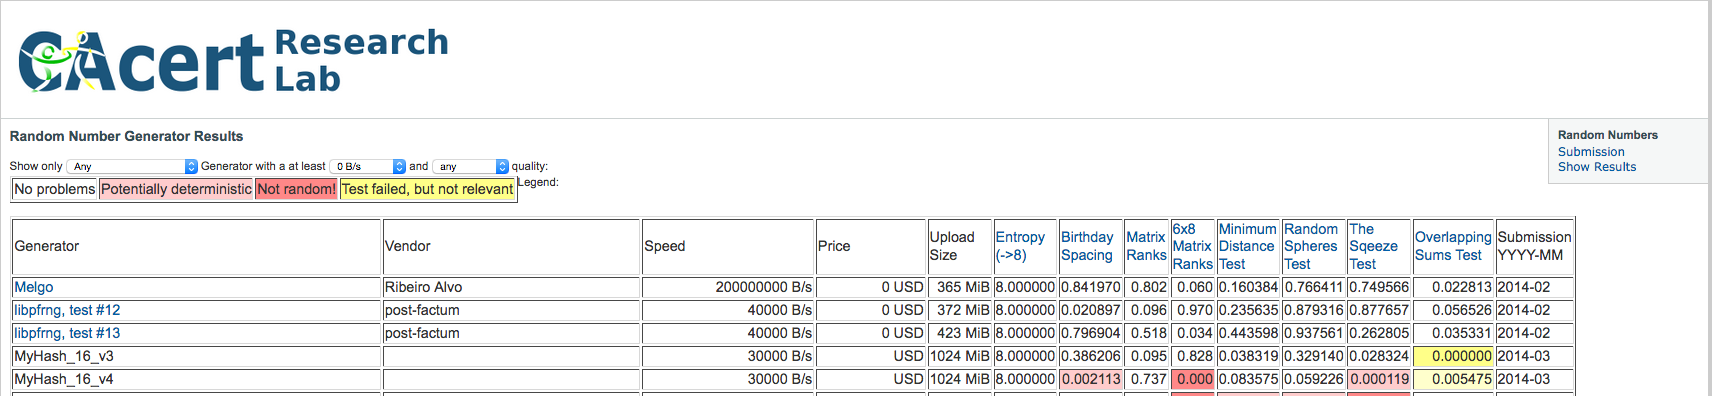 CAcert Research
Lab
Random Number Generator Results
Random Numbers
Submission
Show Results
Show only Any Generator with a at least 0 B/s and any quality:
No problems Potentially deterministic Not random! Test failed, but not relevant Legend:
Generator Vendor Speed Price Upload Size Entropy (->8) Birthday Spacing Matrix Ranks 6x8 Matrix Ranks Minimum Distance Test Random Spheres Test The Sqeeze Test Overlapping Sums Test Submission YYYY-MM
Melgo Ribeiro Alvo 200000000 B/s 0 USD 365 MiB 8.000000 0.841970 0.802 0.060 0.160384 0.766411 0.749566 0.022813 2014-02
libpfrng, test #12 post-factum 40000 B/s 0 USD 372 MiB 8.000000 0.020897 0.096 0.970 0.235635 0.879316 0.877657 0.056526 2014-02
libpfrng, test #13 post-factum 40000 B/s 0 USD 423 MiB 8.000000 0.796904 0.518 0.034 0.443598 0.937561 0.262805 0.035331 2014-02
MyHash_16_v3 30000 B/s USD 1024 MiB 8.000000 0.386206 0.095 0.828 0.038319 0.329140 0.028324 0.000000 2014-03
MyHash_16_v4 30000 B/s USD 1024 MiB 8.000000 0.002113 0.737 0.000 0.083575 0.059226 0.000119 0.005475 2014-03